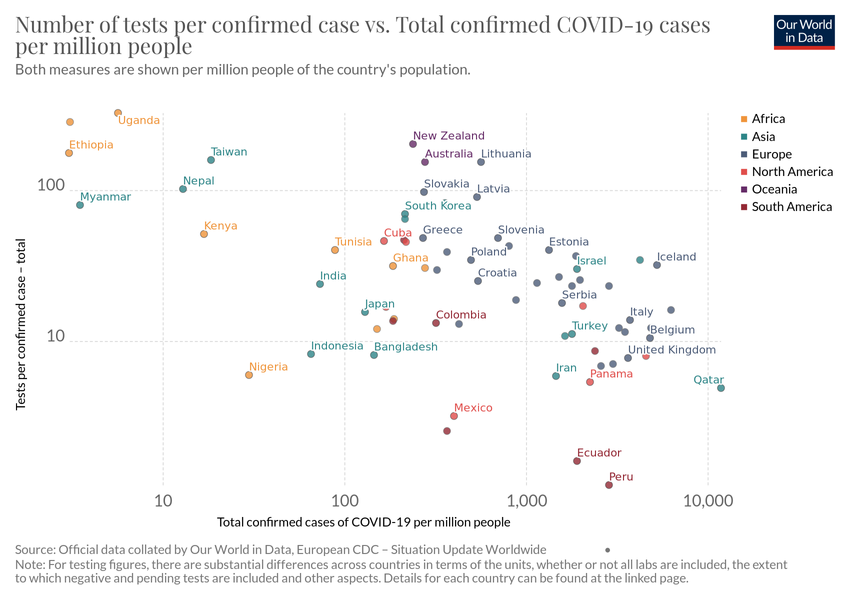 Number of tests per confirmed case vs. Total confirmed COVID-19 cases
per million people
Our World
in Data
Both measures are shown per million people of the country's population.
Uganda
Ethiopia
Taiwan
Nepal
Myanmar
Kenya
Tunisia
Ghana
India
Japan
Indonesia
Bangladesh
Nigeria
New Zealand
Australia
Lithuania
Slovakia
Latvia
South Korea
Cuba
Greece
Slovenia
Poland
Croatia
Estonia
Israel
Iceland
Serbia
Colombia
Italy
Turkey
Belgium
United Kingdom
Iran
Panama
Qatar
Mexico
Ecuador
Peru
Africa
Asia
Europe
North America
Oceania
South America
Tests per confirmed case – total
100
10
10
100
1,000
10,000
Total confirmed cases of COVID-19 per million people
Source: Official data collated by Our World in Data, European CDC – Situation Update Worldwide
Note: For testing figures, there are substantial differences across countries in terms of the units, whether or not all labs are included, the extent
to which negative and pending tests are included and other aspects. Details for each country can be found at the linked page.